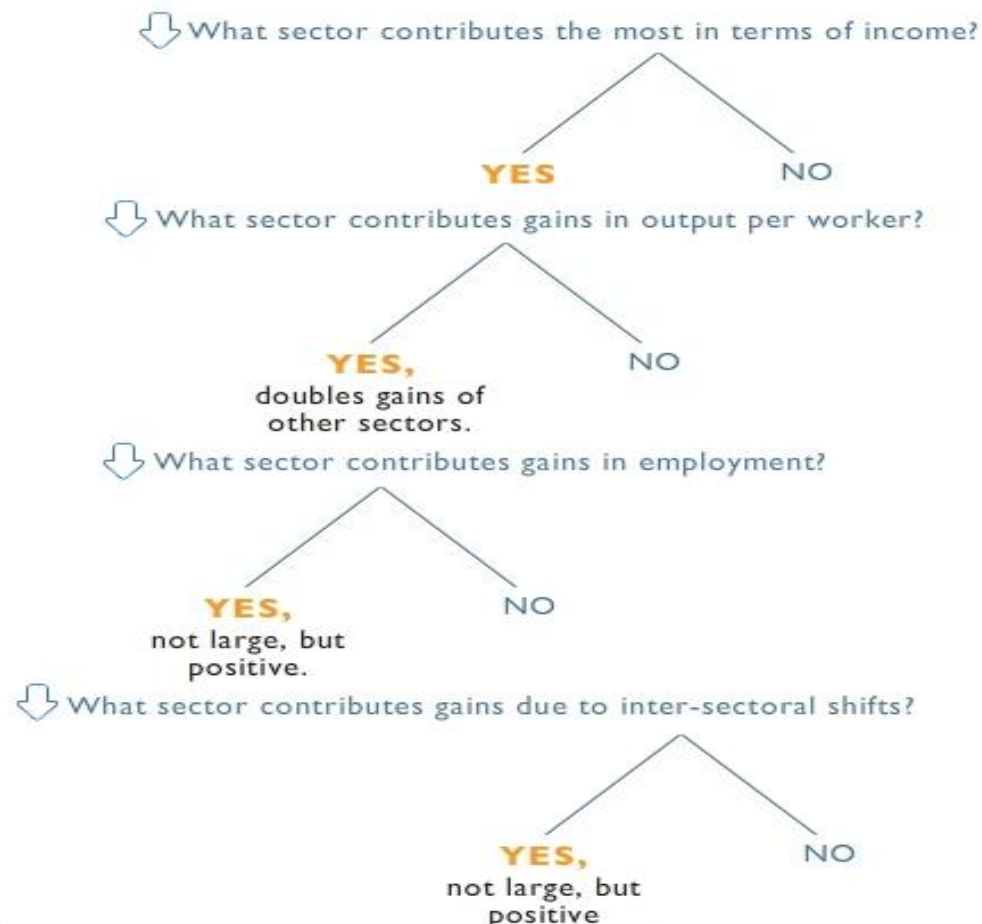 What sector contributes the most in terms of income?
YES
NO
What sector contributes gains in output per worker?
YES,
doubles gains of
other sectors.
NO
What sector contributes gains in employment?
YES,
not large, but
positive.
NO
What sector contributes gains due to inter-sectoral shifts?
YES,
not large, but
positive
NO